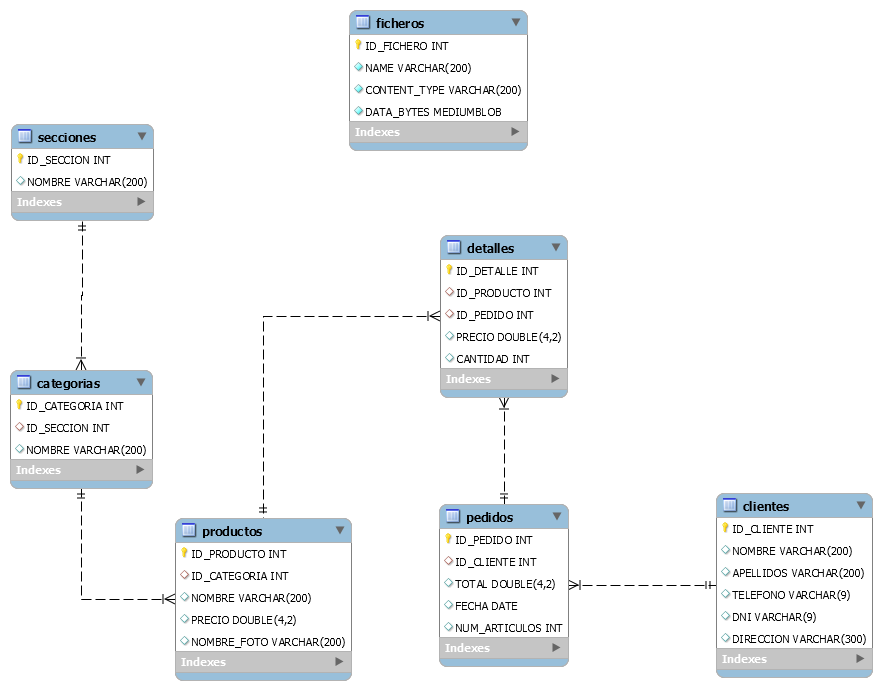 ficheros
ID_FICHERO INT
NAME VARCHAR(200)
CONTENT_TYPE VARCHAR(200)
DATA_BYTES MEDIUMBLOB
Indexes
secciones
ID_SECCION INT
NOMBRE VARCHAR(200)
Indexes
detalles
ID_DETALLE INT
ID_PRODUCTO INT
ID_PEDIDO INT
PRECIO DOUBLE(4,2)
CANTIDAD INT
Indexes
categorias
ID_CATEGORIA INT
ID_SECCION INT
NOMBRE VARCHAR(200)
Indexes
productos
ID_PRODUCTO INT
ID_CATEGORIA INT
NOMBRE VARCHAR(200)
PRECIO DOUBLE(4,2)
NOMBRE_FOTO VARCHAR(200)
Indexes
pedidos
ID_PEDIDO INT
ID_CLIENTE INT
TOTAL DOUBLE(4,2)
FECHA DATE
NUM_ARTICULOS INT
Indexes
clientes
ID_CLIENTE INT
NOMBRE VARCHAR(200)
APELLIDOS VARCHAR(200)
TELEFONO VARCHAR(9)
DNI VARCHAR(9)
DIRECCION VARCHAR(300)
Indexes